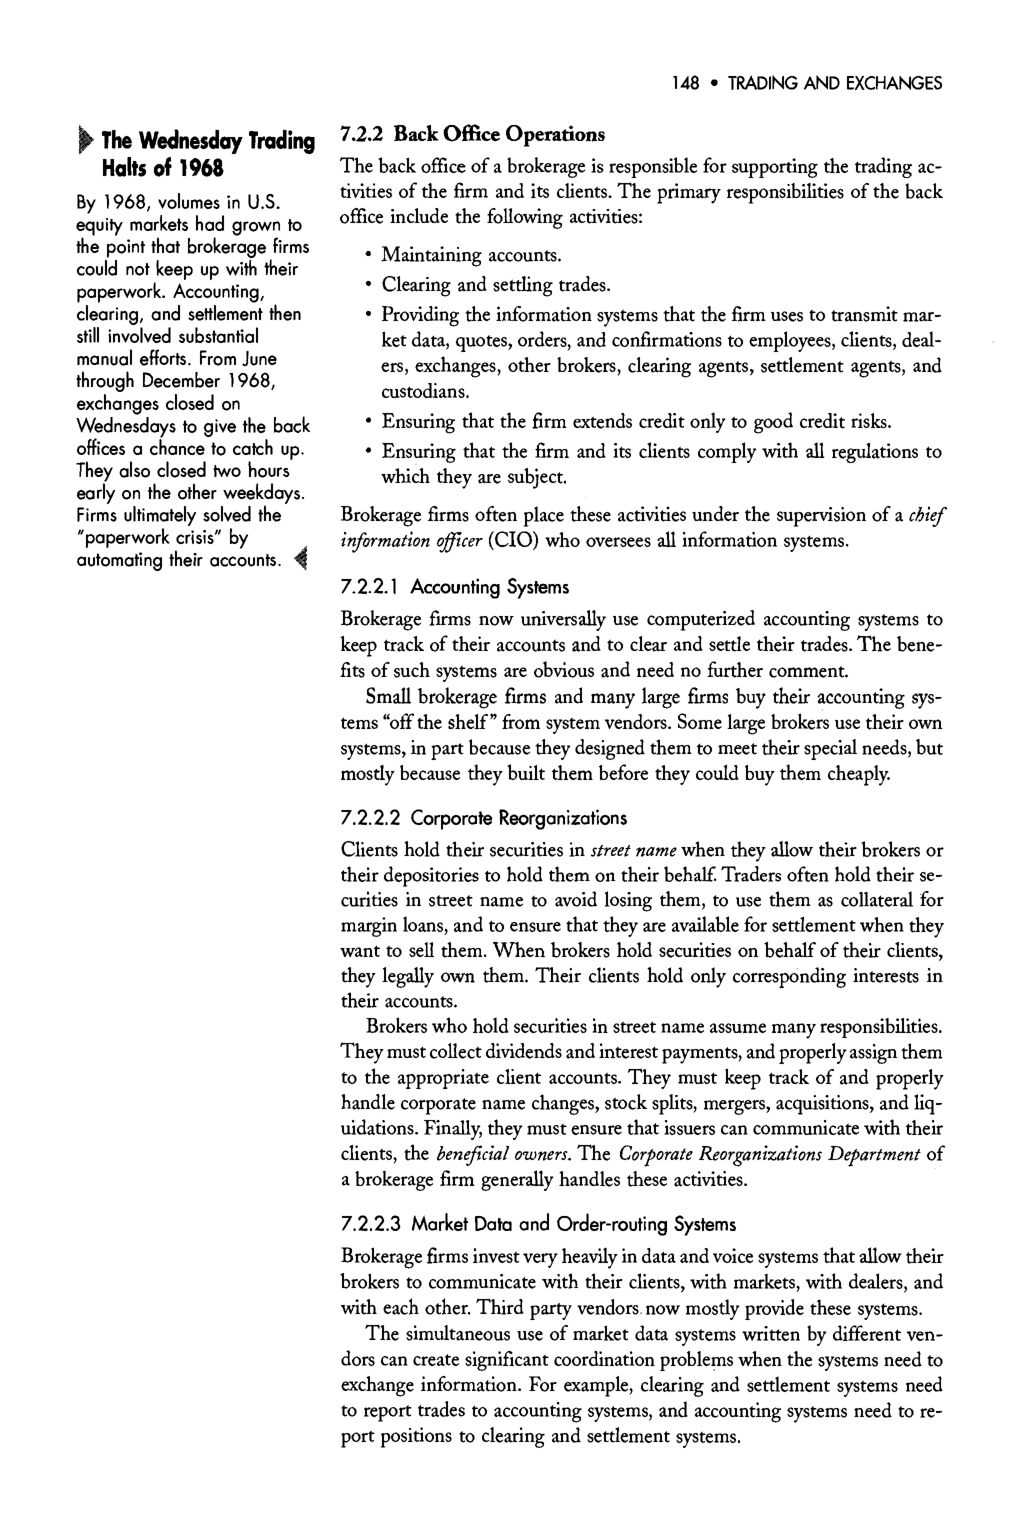 148 • TRADING AND EXCHANGES
The Wednesday Trading
Halts of 1968
By 1968, volumes in U.S.
equity markets had grown to
the point that brokerage firms
could not keep up with their
paperwork. Accounting,
clearing, and settlement then
still involved substantial
manual efforts. From June
through December 1968,
exchanges closed on
Wednesdays to give the back
offices a chance to catch up.
They also closed two hours
early on the other weekdays.
Firms ultimately solved the
"paperwork crisis" by
automating their accounts.
7.2.2 Back Office Operations
The back office of a brokerage is responsible for supporting the trading ac-
tivities of the firm and its clients. The primary responsibilities of the back
office include the following activities:
• Maintaining accounts.
• Clearing and settling trades.
• Providing the information systems that the firm uses to transmit mar-
ket data, quotes, orders, and confirmations to employees, clients, deal-
ers, exchanges, other brokers, clearing agents, settlement agents, and
custodians.
• Ensuring that the firm extends credit only to good credit risks.
• Ensuring that the firm and its clients comply with all regulations to
which they are subject.
Brokerage firms often place these activities under the supervision of a chief
information officer (CIO) who oversees all information systems.
7.2.2.1 Accounting Systems
Brokerage firms now universally use computerized accounting systems to
keep track of their accounts and to clear and settle their trades. The bene-
fits of such systems are obvious and need no further comment.
Small brokerage firms and many large firms buy their accounting sys-
tems “off the shelf” from system vendors. Some large brokers use their own
systems, in part because they designed them to meet their special needs, but
mostly because they built them before they could buy them cheaply.
7.2.2.2 Corporate Reorganizations
Clients hold their securities in street name when they allow their brokers or
their depositories to hold them on their behalf. Traders often hold their se-
curities in street name to avoid losing them, to use them as collateral for
margin loans, and to ensure that they are available for settlement when they
want to sell them. When brokers hold securities on behalf of their clients,
they legally own them. Their clients hold only corresponding interests in
their accounts.
Brokers who hold securities in street name assume many responsibilities.
They must collect dividends and interest payments, and properly assign them
to the appropriate client accounts. They must keep track of and properly
handle corporate name changes, stock splits, mergers, acquisitions, and liq-
uidations. Finally, they must ensure that issuers can communicate with their
clients, the beneficial owners. The Corporate Reorganizations Department of
a brokerage firm generally handles these activities.
7.2.2.3 Market Data and Order-routing Systems
Brokerage firms invest very heavily in data and voice systems that allow their
brokers to communicate with their clients, with markets, with dealers, and
with each other. Third party vendors now mostly provide these systems.
The simultaneous use of market data systems written by different ven-
dors can create significant coordination problems when the systems need to
exchange information. For example, clearing and settlement systems need
to report trades to accounting systems, and accounting systems need to re-
port positions to clearing and settlement systems.